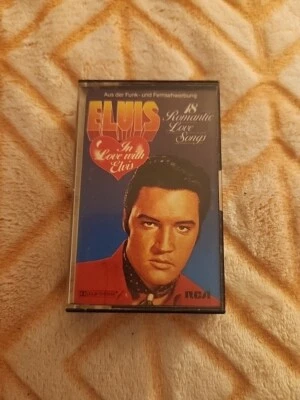 Aus der Funk- und Fernsehwerbung
ELVIS
In
Love with
Elvis
18
Romantic
Love
Songs
RCA